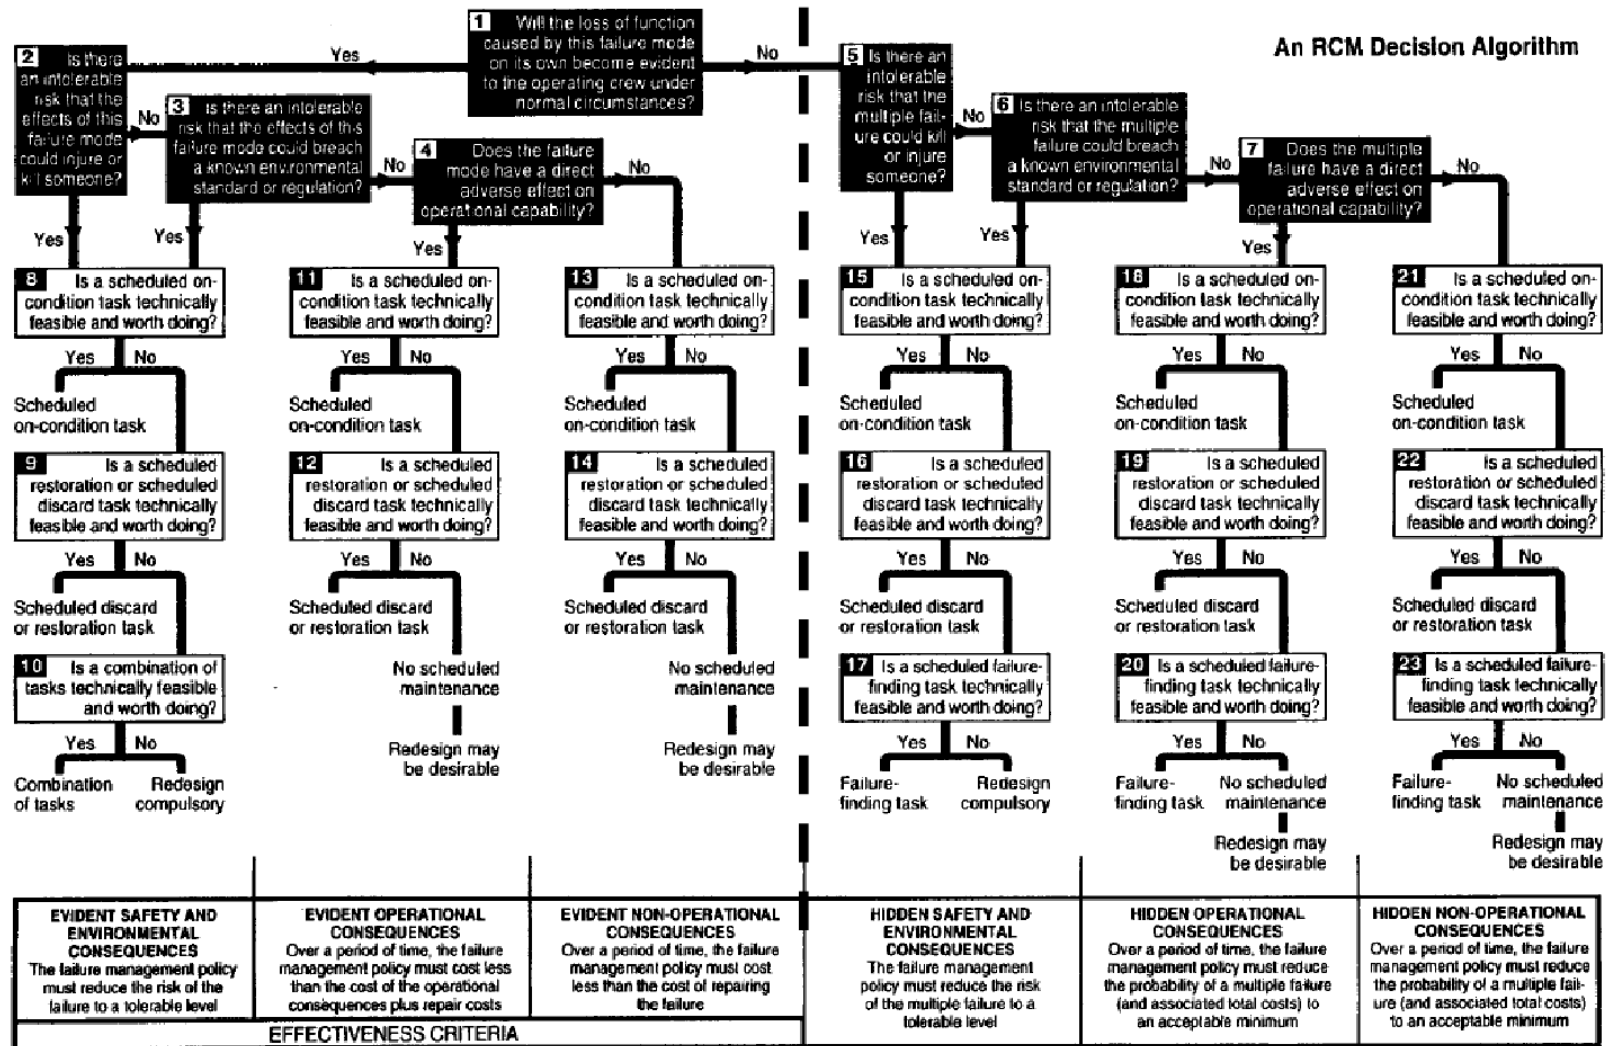 An RCM Decision Algorithm
1 Will the loss of function
caused by this failure mode
on its own become evident
to the operating crew under
normal circumstances?
Yes
No
2 Is there
an intolerable
risk that the
effects of this
failure mode
could injure or
kill someone?
No
Yes
3 Is there an intolerable
risk that the effects of this
failure mode could breach
a known environmental
standard or regulation?
No
Yes
4 Does the failure
mode have a direct
adverse effect on
operational capability?
No
Yes
5 Is there an
intolerable
risk that the
multiple fail-
ure could kill
or injure
someone?
No
Yes
6 Is there an intolerable
risk that the multiple
failure could breach
a known environmental
standard or regulation?
No
Yes
7 Does the multiple
failure have a direct
adverse effect on
operational capability?
No
Yes
8 Is a scheduled on-
condition task technically
feasible and worth doing?
Yes No
Scheduled
on-condition task
9 Is a scheduled
restoration or scheduled
discard task technically
feasible and worth doing?
Yes No
Scheduled discard
or restoration task
10 Is a combination of
tasks technically feasible
and worth doing?
Yes No
Combination
of tasks
Redesign
compulsory
11 Is a scheduled on-
condition task technically
feasible and worth doing?
Yes No
Scheduled
on-condition task
12 Is a scheduled
restoration or scheduled
discard task technically
feasible and worth doing?
Yes No
Scheduled discard
or restoration task
No scheduled
maintenance
Redesign may
be desirable
13 Is a scheduled on-
condition task technically
feasible and worth doing?
Yes No
Scheduled
on-condition task
14 Is a scheduled
restoration or scheduled
discard task technically
feasible and worth doing?
Yes No
Scheduled discard
or restoration task
No scheduled
maintenance
Redesign may
be desirable
15 Is a scheduled on-
condition task technically
feasible and worth doing?
Yes No
Scheduled
on-condition task
16 Is a scheduled
restoration or scheduled
discard task technically
feasible and worth doing?
Yes No
Scheduled discard
or restoration task
17 Is a scheduled failure-
finding task technically
feasible and worth doing?
Yes No
Failure-
finding task
Redesign
compulsory
18 Is a scheduled on-
condition task technically
feasible and worth doing?
Yes No
Scheduled
on-condition task
19 Is a scheduled
restoration or scheduled
discard task technically
feasible and worth doing?
Yes No
Scheduled discard
or restoration task
20 Is a scheduled failure-
finding task technically
feasible and worth doing?
Yes No
Failure-
finding task
No scheduled
maintenance
Redesign may
be desirable
21 Is a scheduled on-
condition task technically
feasible and worth doing?
Yes No
Scheduled
on-condition task
22 Is a scheduled
restoration or scheduled
discard task technically
feasible and worth doing?
Yes No
Scheduled discard
or restoration task
23 Is a scheduled failure-
finding task technically
feasible and worth doing?
Yes No
Failure-
finding task
No scheduled
maintenance
Redesign may
be desirable
EVIDENT SAFETY AND
ENVIRONMENTAL
CONSEQUENCES
The failure management policy
must reduce the risk of the
failure to a tolerable level
EVIDENT OPERATIONAL
CONSEQUENCES
Over a period of time, the failure
management policy must cost less
than the cost of the operational
consequences plus repair costs
EVIDENT NON-OPERATIONAL
CONSEQUENCES
Over a period of time, the failure
management policy must cost
less than the cost of repairing
the failure
HIDDEN SAFETY AND
ENVIRONMENTAL
CONSEQUENCES
The failure management
policy must reduce the risk
of the multiple failure to a
tolerable level
HIDDEN OPERATIONAL
CONSEQUENCES
Over a period of time, the failure
management policy must reduce
the probability of a multiple failure
(and associated total costs) to
an acceptable minimum
HIDDEN NON-OPERATIONAL
CONSEQUENCES
Over a period of time, the failure
management policy must reduce
the probability of a multiple fail-
ure (and associated total costs)
to an acceptable minimum
EFFECTIVENESS CRITERIA